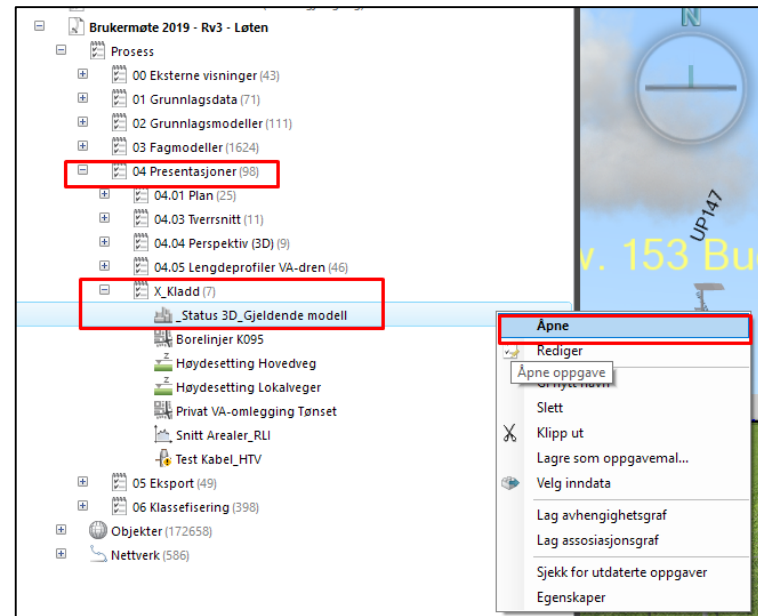 Brukermøte 2019 - Rv3 - Løten
Prosess
00 Eksterne visninger (43)
01 Grunnlagsdata (71)
02 Grunnlagsmodeller (111)
03 Fagmodeller (1624)
04 Presentasjoner (98)
04.01 Plan (25)
04.03 Tverrsnitt (11)
04.04 Perspektiv (3D) (9)
04.05 Lengdeprofiler VA-dren (46)
X_Kladd (7)
_Status 3D_Gjeldende modell
Borelinjer K095
Høydesetting Hovedveg
Høydesetting Lokalveger
Privat VA-omlegging Tønset
Snitt Arealer_RLI
Test Kabel_HTV
05 Eksport (49)
06 Klassefisering (398)
Objekter (172658)
Nettverk (586)
N
UP147
v. 153 Bu
Åpne
Rediger
Åpne oppgave
Slett
Klipp ut
Lagre som oppgavemal...
Velg inndata
Lag avhengighetsgraf
Lag assosiasjonsgraf
Sjekk for utdaterte oppgaver
Egenskaper